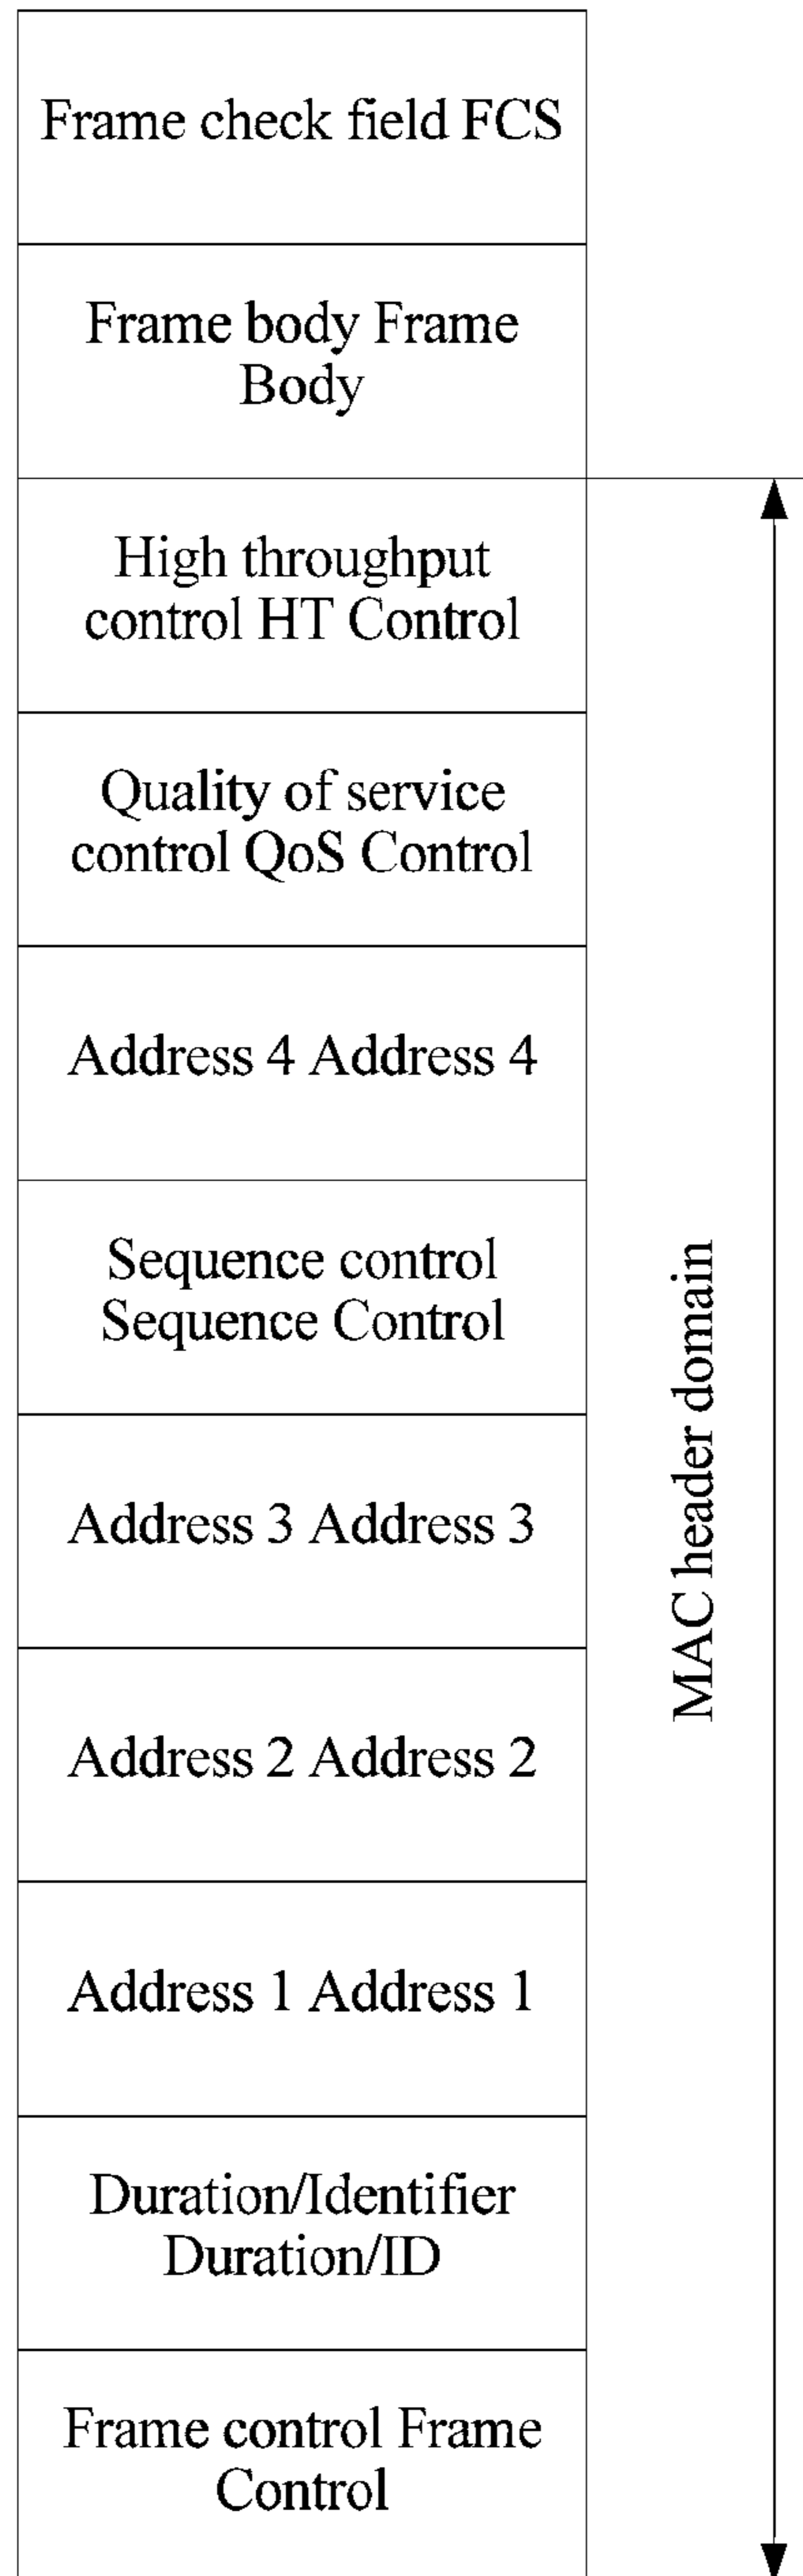 Frame check field FCS
Frame body Frame
Body
High throughput
control HT Control
Quality of service
control QoS Control
Address 4 Address 4
Sequence control
Sequence Control
Address 3 Address 3
Address 2 Address 2
Address 1 Address 1
Duration/Identifier
Duration/ID
Frame control Frame
Control
MAC header domain